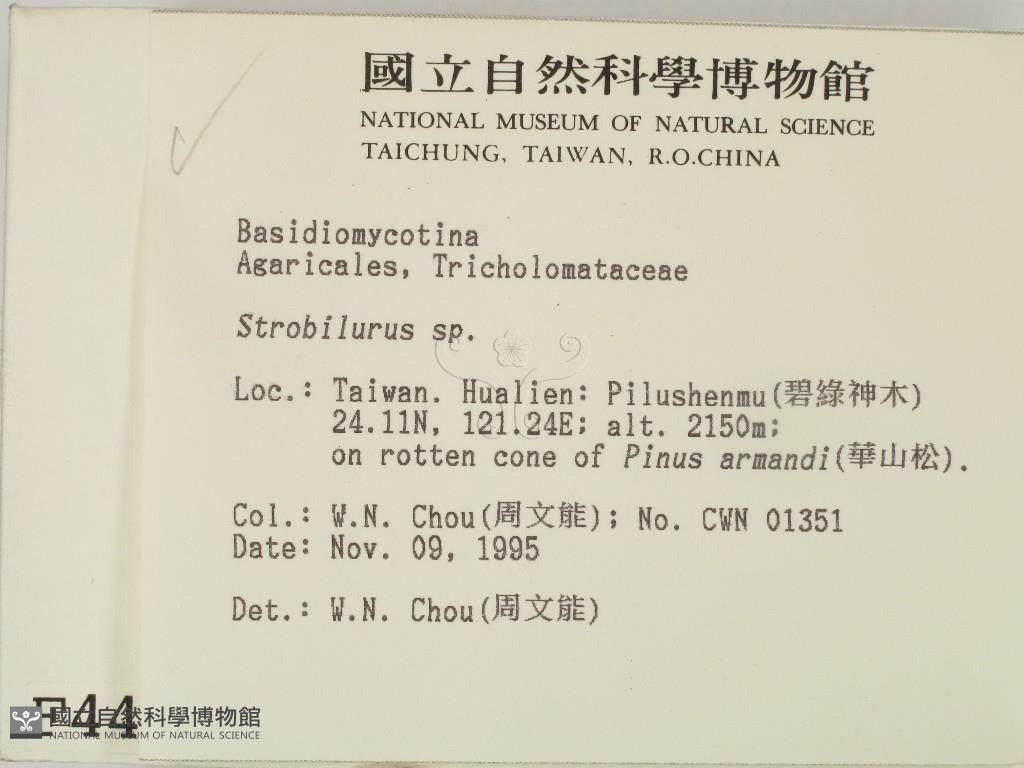 國立自然科學博物館
NATIONAL MUSEUM OF NATURAL SCIENCE
TAICHUNG, TAIWAN, R.O.CHINA
Basidiomycotina
Agaricales, Tricholomataceae
Strobilurus sp.
Loc.: Taiwan. Hualien: Pilushenmu(碧綠神木)
24.11N, 121.24E; alt. 2150m;
on rotten cone of Pinus armandi(華山松).
Col.: W.N. Chou(周文能); No. CWN 01351
Date: Nov. 09, 1995
Det.: W.N. Chou(周文能)
F44
國立自然科學博物館
NATIONAL MUSEUM OF NATURAL SCIENCE